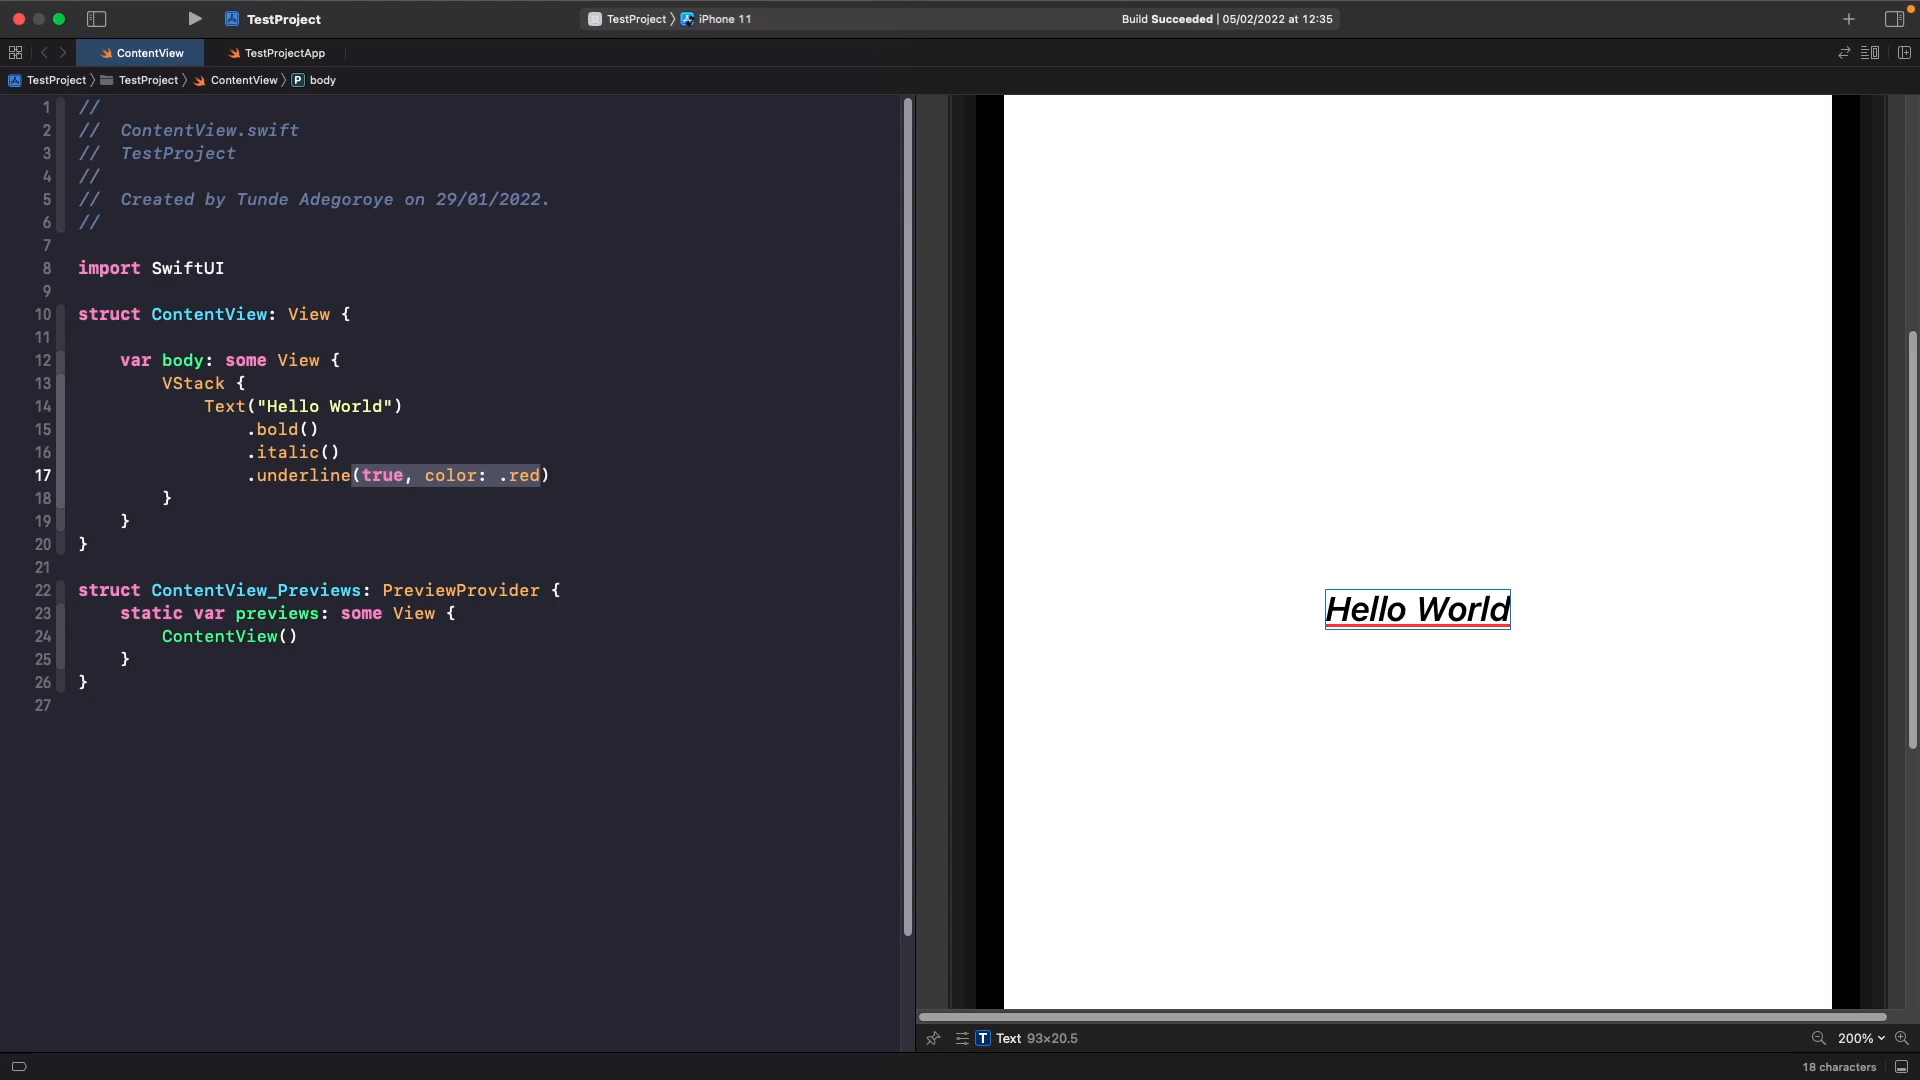 TestProject
TestProject 〉 iPhone 11
Build Succeeded | 05/02/2022 at 12:35
ContentView
TestProjectApp
TestProject 〉 TestProject 〉 ContentView 〉 P body
1 //
2 //  ContentView.swift
3 //  TestProject
4 //
5 //  Created by Tunde Adegoroye on 29/01/2022.
6 //
7
8 import SwiftUI
9
10 struct ContentView: View {
11
12     var body: some View {
13         VStack {
14             Text("Hello World")
15                 .bold()
16                 .italic()
17                 .underline(true, color: .red)
18         }
19     }
20 }
21
22 struct ContentView_Previews: PreviewProvider {
23     static var previews: some View {
24         ContentView()
25     }
26 }
27
Hello World
T Text 93×20.5
200%
18 characters